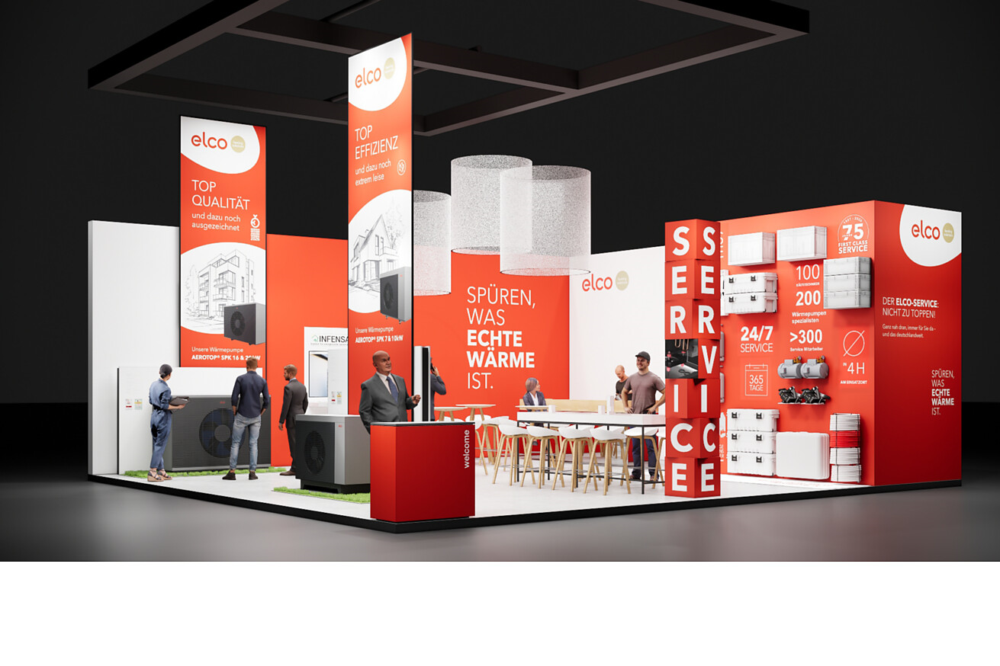 elco
TOP
QUALITÄT
und dazu noch
ausgezeichnet
Unsere Wärmepumpe
AEROTOP® SPK 16 &
elco
TOP
EFFIZIENZ
und dazu noch
extrem leise
Unsere Wärmepumpe
AEROTOP® SPK 7 & 10kW
INFENSA
welcome
SPÜREN,
WAS
ECHTE
WÄRME
IST.
elco
SERVICE
SERVICE
75
FIRST CLASS
SERVICE
100
200
Wärmepumpen
spezialisten
>300
Service Mitarbeiter
24/7
SERVICE
365
TAGE
IN 4H
AM EINSATZORT
elco
DER ELCO-SERVICE:
NICHT ZU TOPPEN!
Ganz nah dran, immer für Sie da –
und das deutschlandweit.
SPÜREN,
WAS
ECHTE
WÄRME
IST.